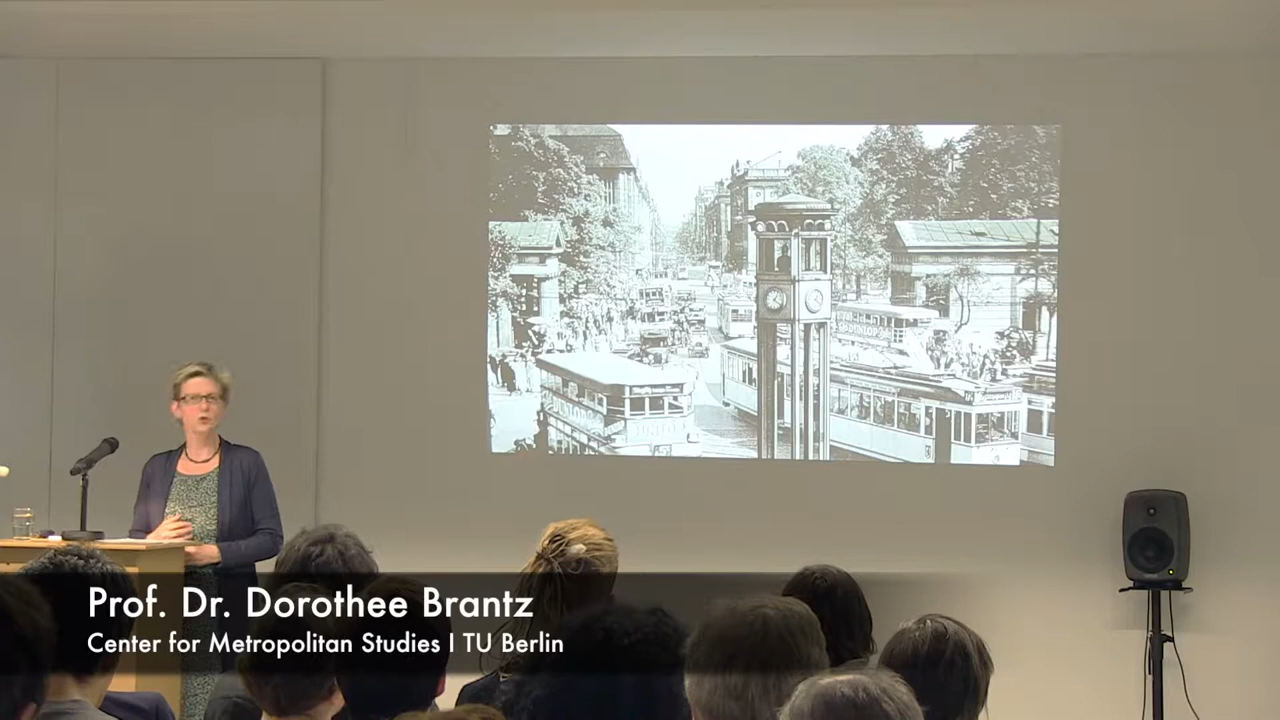 Prof. Dr. Dorothee Brantz
Center for Metropolitan Studies I TU Berlin